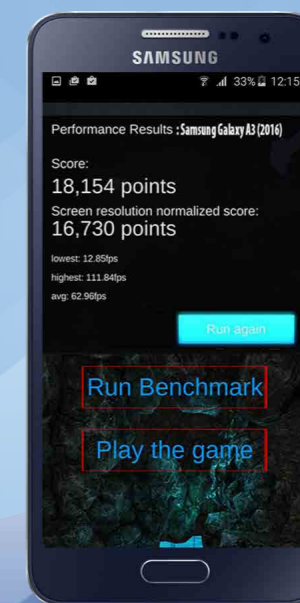 SAMSUNG
33% 12:15
Performance Results : Samsung Galaxy A3 (2016)
Score:
18,154 points
Screen resolution normalized score:
16,730 points
lowest: 12.85fps
highest: 111.84fps
avg: 62.96fps
Run again
Run Benchmark
Play the game